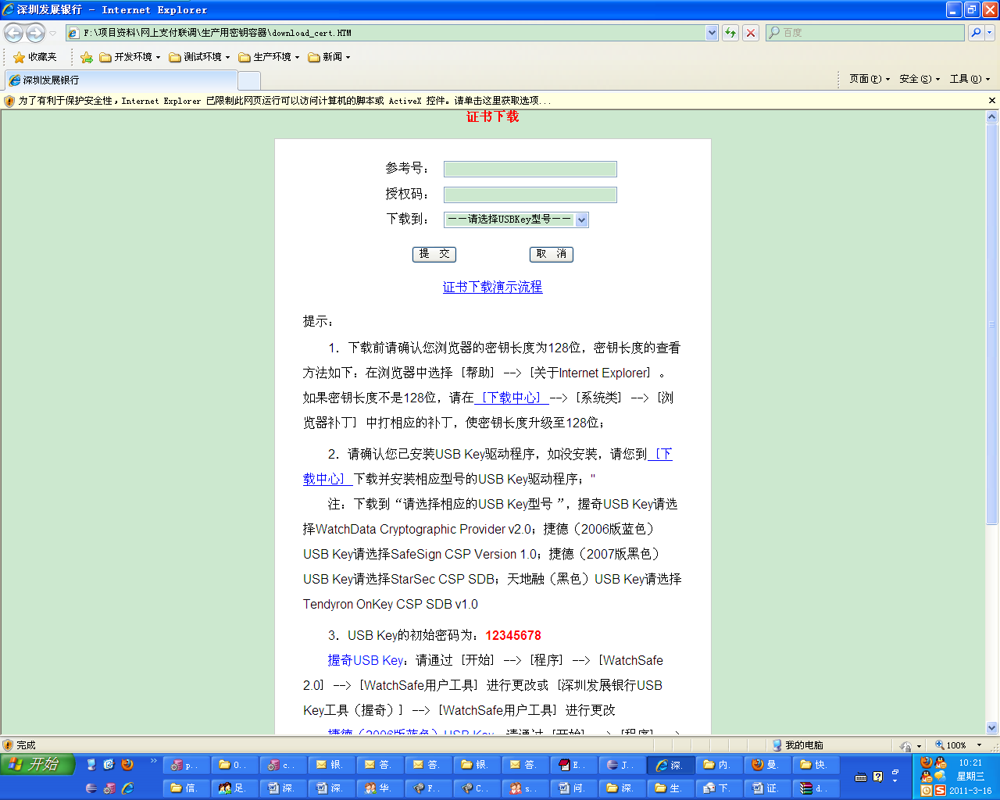 深圳发展银行 - Internet Explorer
F:\项目资料\网上支付联调\生产用密钥容器\download_cert.HTM
百度
收藏夹 开发环境 测试环境 生产环境 新闻
深圳发展银行
页面(P) 安全(S) 工具(O)
为了有利于保护安全性，Internet Explorer 已限制此网页运行可以访问计算机的脚本或 ActiveX 控件。请单击这里获取选项...
证书下载
参考号：
授权码：
下载到： －－请选择USBKey型号－－
提 交 取 消
证书下载演示流程
提示：
1．下载前请确认您浏览器的密钥长度为128位，密钥长度的查看
方法如下：在浏览器中选择［帮助］-->［关于Internet Explorer］。
如果密钥长度不是128位，请在［下载中心］-->［系统类］-->［浏
览器补丁］中打相应的补丁，使密钥长度升级至128位；
2．请确认您已安装USB Key驱动程序，如没安装，请您到［下
载中心］下载并安装相应型号的USB Key驱动程序；"
注：下载到“请选择相应的USB Key型号 ”，握奇USB Key请选
择WatchData Cryptographic Provider v2.0；捷德（2006版蓝色）
USB Key请选择SafeSign CSP Version 1.0；捷德（2007版黑色）
USB Key请选择StarSec CSP SDB；天地融（黑色）USB Key请选择
Tendyron OnKey CSP SDB v1.0
3．USB Key的初始密码为：12345678
握奇USB Key：请通过［开始］-->［程序］-->［WatchSafe
2.0］-->［WatchSafe用户工具］进行更改或［深圳发展银行USB
Key工具（握奇）］-->［WatchSafe用户工具］进行更改
捷德（2006版蓝色）USB Key：请通过［开始］-->［程序］-->
完成 我的电脑 100%
开始 p.. O.. c.. 银. 答. 答. 银. 答. E.. J.. 深. 内. 曼. 快. 10:21
星期三
信. 足. 深. 深. 华. F.. C.. s.. 问. 深. 生. 下. 证. d.. 2011-3-16